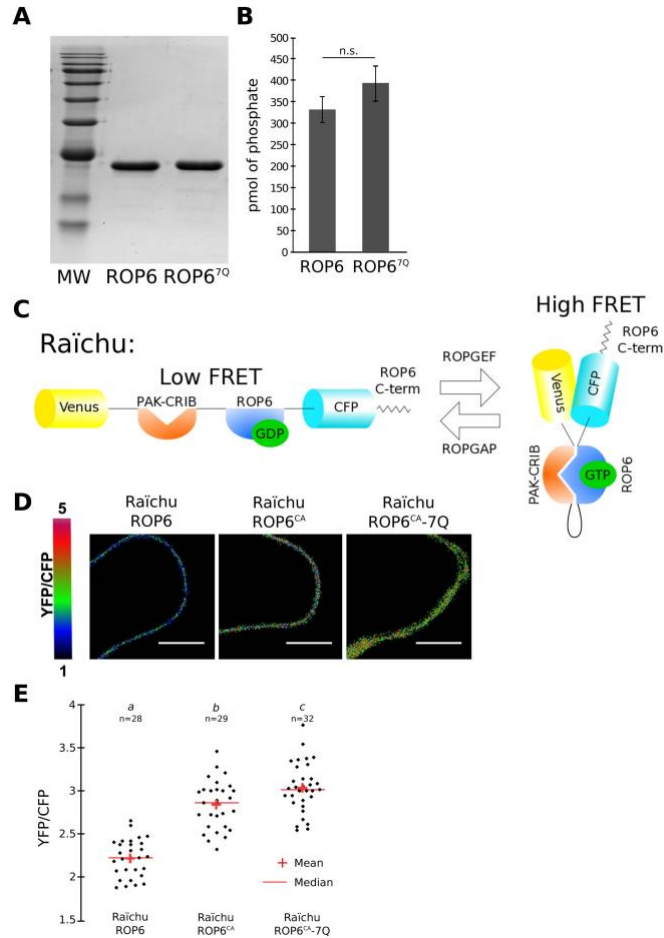 A
MW ROP6 ROP6⁷Q
B
n.s.
500
450
400
350
300
250
200
150
100
50
0
pmol of phosphate
ROP6 ROP6⁷Q
C
Raïchu:
Low FRET
Venus
PAK-CRIB
ROP6
GDP
CFP
ROP6
C-term
ROPGEF
ROPGAP
High FRET
ROP6
C-term
Venus
CFP
PAK-CRIB
GTP
ROP6
D
5
YFP/CFP
1
Raïchu
ROP6
Raïchu
ROP6ᶜᴬ
Raïchu
ROP6ᶜᴬ-7Q
E
4
3.5
3
2.5
2
1.5
YFP/CFP
a
n=28
b
n=29
c
n=32
Mean
Median
Raïchu
ROP6
Raïchu
ROP6ᶜᴬ
Raïchu
ROP6ᶜᴬ-7Q